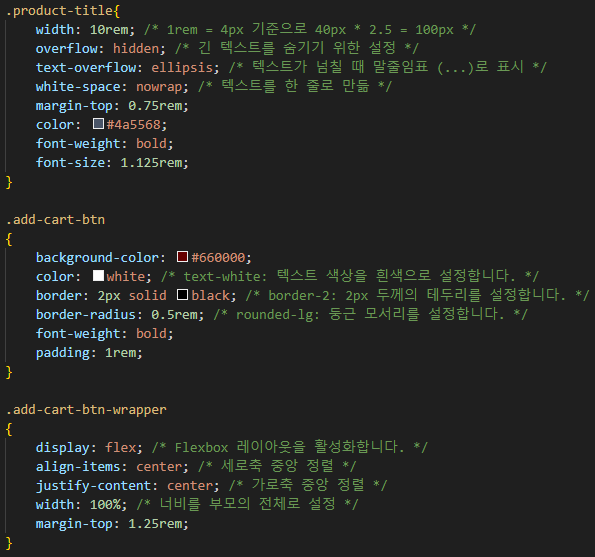 .product-title{
    width: 10rem; /* 1rem = 4px 기준으로 40px * 2.5 = 100px */
    overflow: hidden; /* 긴 텍스트를 숨기기 위한 설정 */
    text-overflow: ellipsis; /* 텍스트가 넘칠 때 말줄임표 (...)로 표시 */
    white-space: nowrap; /* 텍스트를 한 줄로 만듦 */
    margin-top: 0.75rem;
    color: #4a5568;
    font-weight: bold;
    font-size: 1.125rem;
}

.add-cart-btn
{
    background-color: #660000;
    color: white; /* text-white: 텍스트 색상을 흰색으로 설정합니다. */
    border: 2px solid black; /* border-2: 2px 두께의 테두리를 설정합니다. */
    border-radius: 0.5rem; /* rounded-lg: 둥근 모서리를 설정합니다. */
    font-weight: bold;
    padding: 1rem;
}

.add-cart-btn-wrapper
{
    display: flex; /* Flexbox 레이아웃을 활성화합니다. */
    align-items: center; /* 세로축 중앙 정렬 */
    justify-content: center; /* 가로축 중앙 정렬 */
    width: 100%; /* 너비를 부모의 전체로 설정 */
    margin-top: 1.25rem;
}